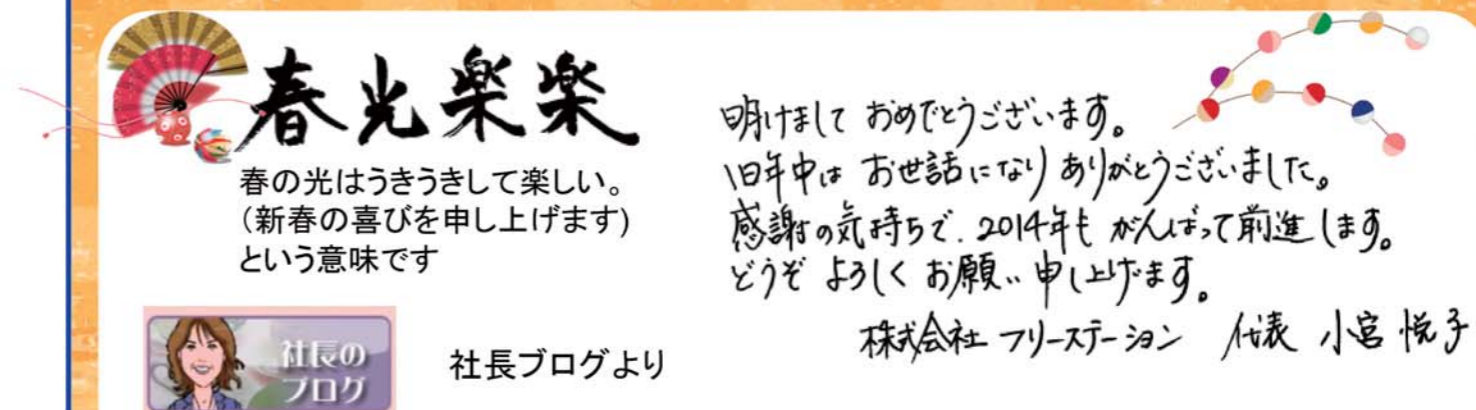 春光楽楽
春の光はうきうきして楽しい。
（新春の喜びを申し上げます)
という意味です
社長の
ブログ
社長ブログより
明けまして おめでとうございます。
旧年中は お世話になり ありがとうございました。
感謝の気持ちで、2014年も がんばって前進します。
どうぞ よろしく お願い申し上げます。
株式会社 フリーステーション 代表 小宮 悦子